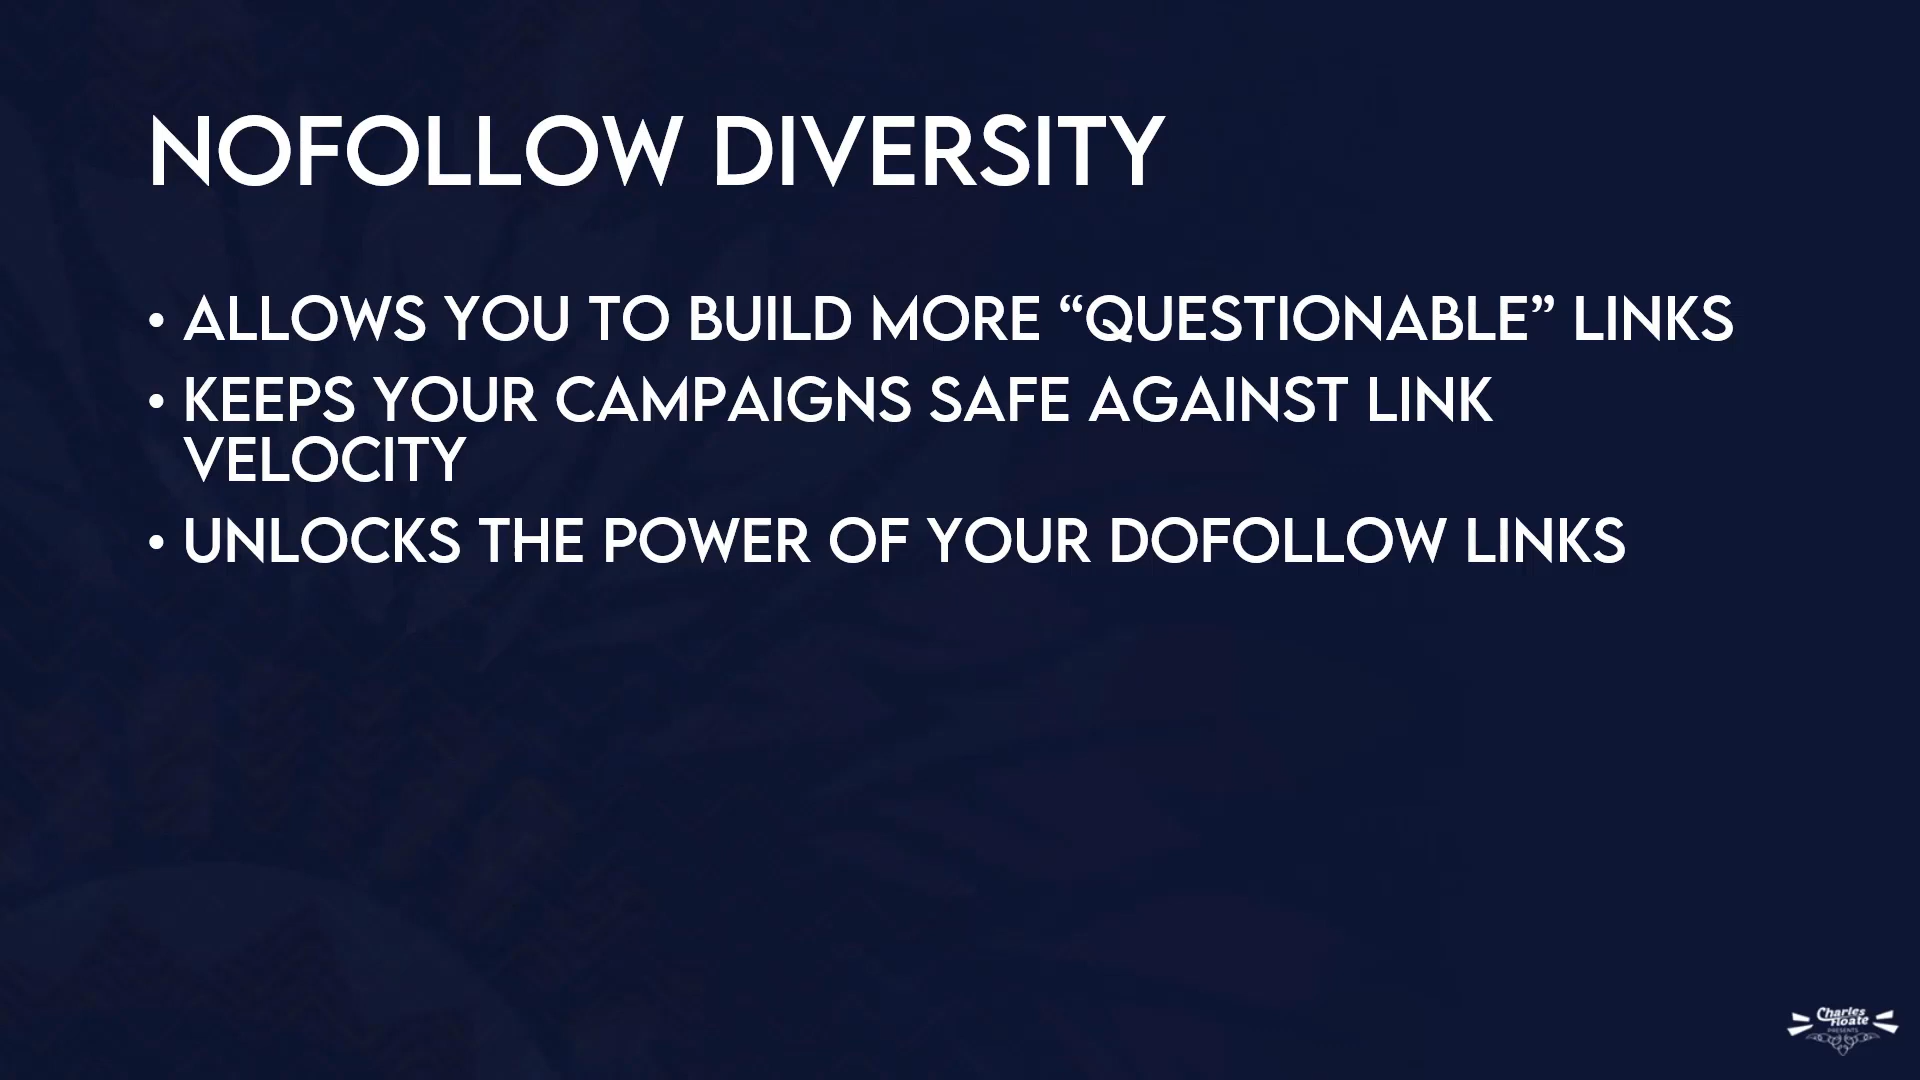 NOFOLLOW DIVERSITY
• ALLOWS YOU TO BUILD MORE “QUESTIONABLE” LINKS
• KEEPS YOUR CAMPAIGNS SAFE AGAINST LINK
VELOCITY
• UNLOCKS THE POWER OF YOUR DOFOLLOW LINKS
Charles
Floate
PRESENTS